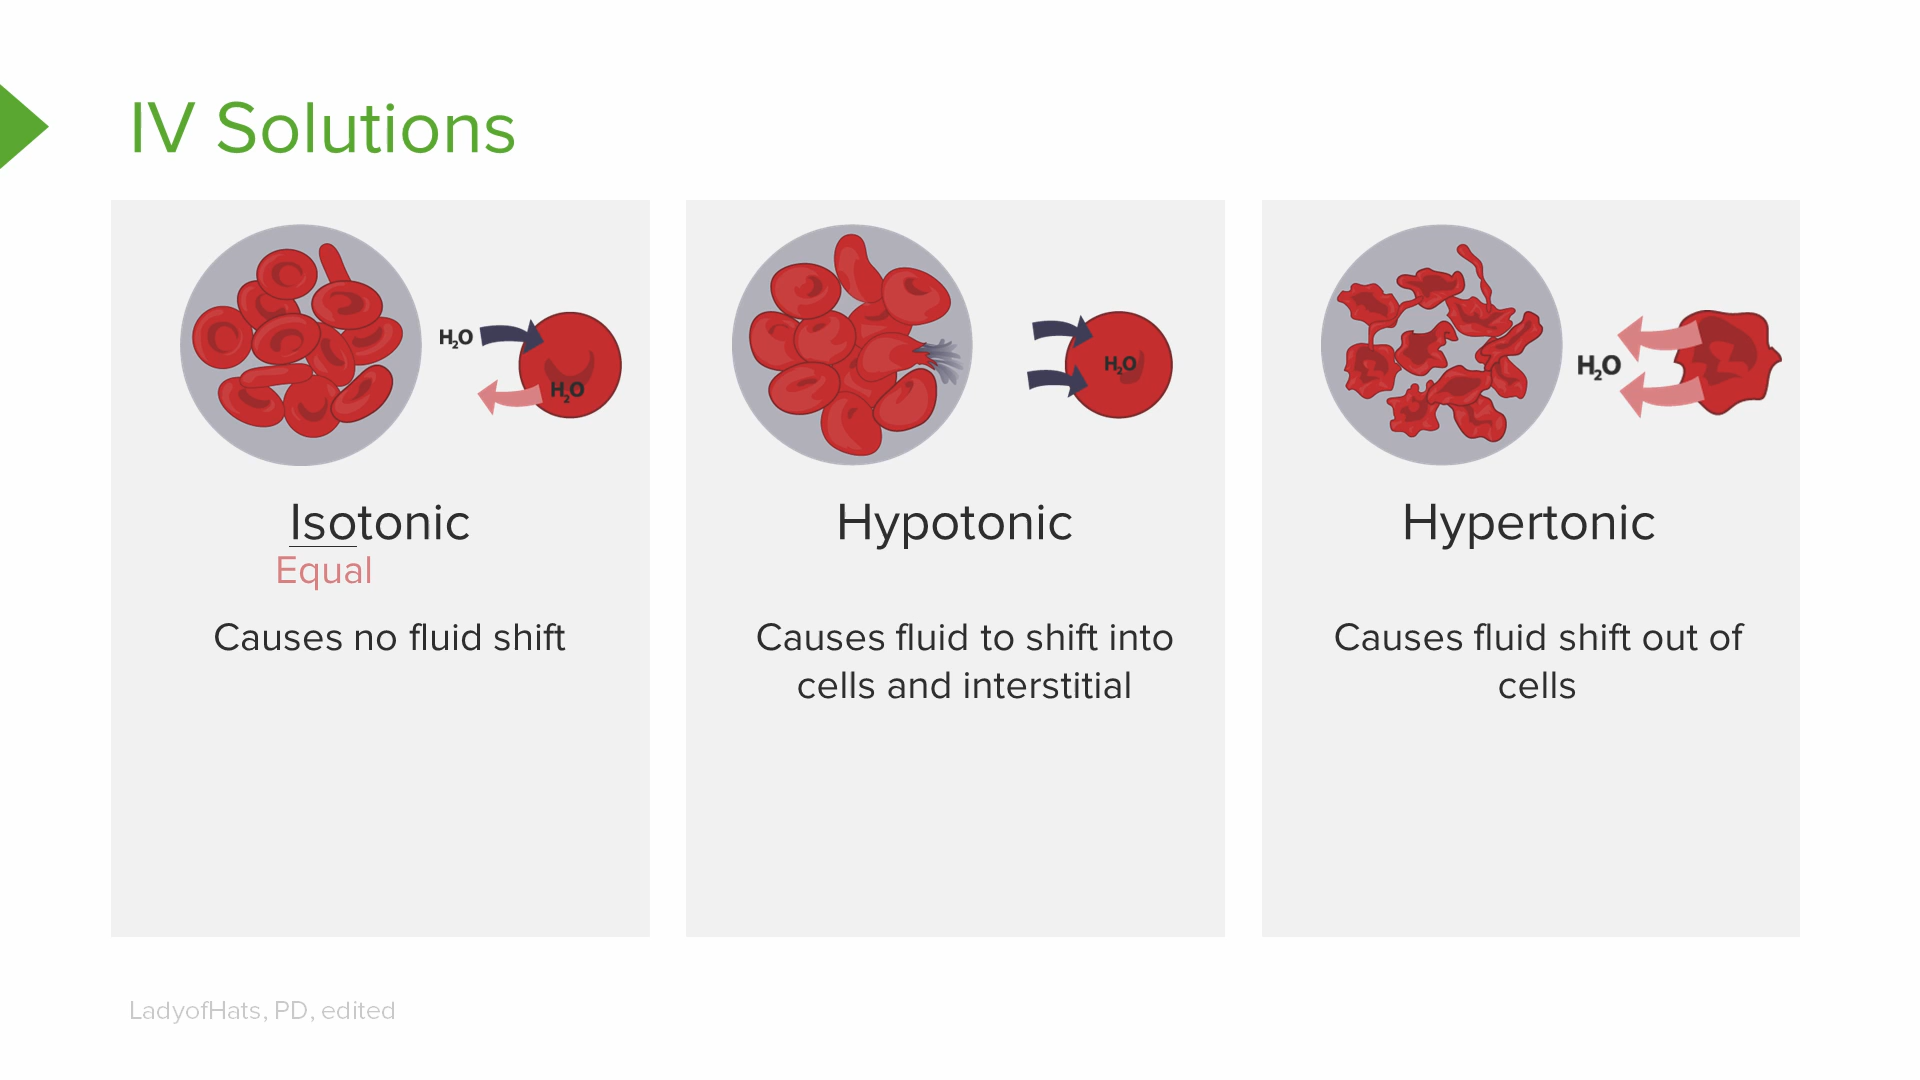 IV Solutions
H₂O
H₂O
H₂O
H₂O
Isotonic
Equal
Causes no fluid shift
Hypotonic
Causes fluid to shift into
cells and interstitial
Hypertonic
Causes fluid shift out of
cells
LadyofHats, PD, edited